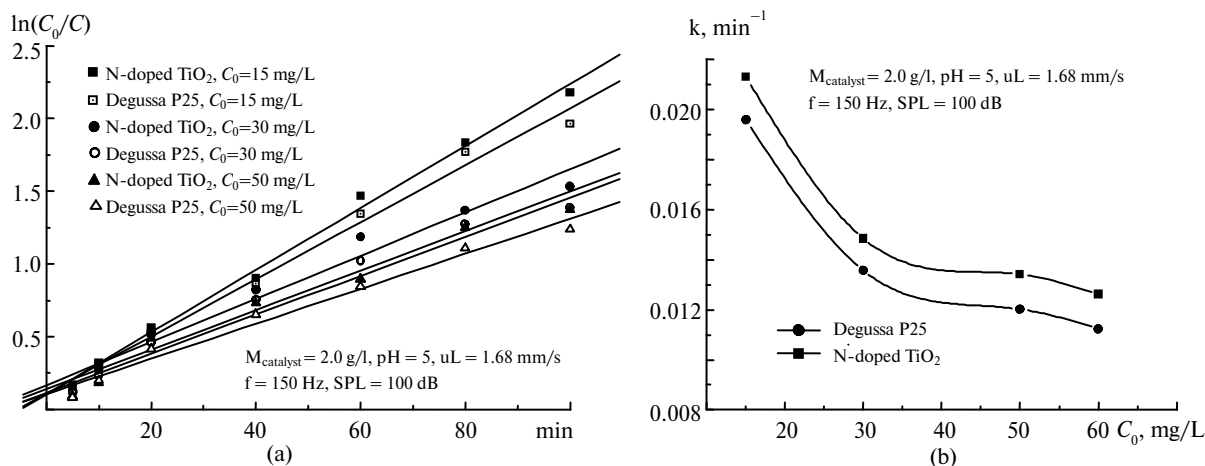 ln(C₀/C)
2.5
2.0
1.5
1.0
0.5
N-doped TiO₂, C₀=15 mg/L
Degussa P25, C₀=15 mg/L
N-doped TiO₂, C₀=30 mg/L
Degussa P25, C₀=30 mg/L
N-doped TiO₂, C₀=50 mg/L
Degussa P25, C₀=50 mg/L
M_catalyst = 2.0 g/l, pH = 5, uL = 1.68 mm/s
f = 150 Hz, SPL = 100 dB
20 40 60 80 min
(a)
k, min⁻¹
0.020
0.016
0.012
0.008
M_catalyst = 2.0 g/l, pH = 5, uL = 1.68 mm/s
f = 150 Hz, SPL = 100 dB
Degussa P25
N-doped TiO₂
20 30 40 50 60 C₀, mg/L
(b)